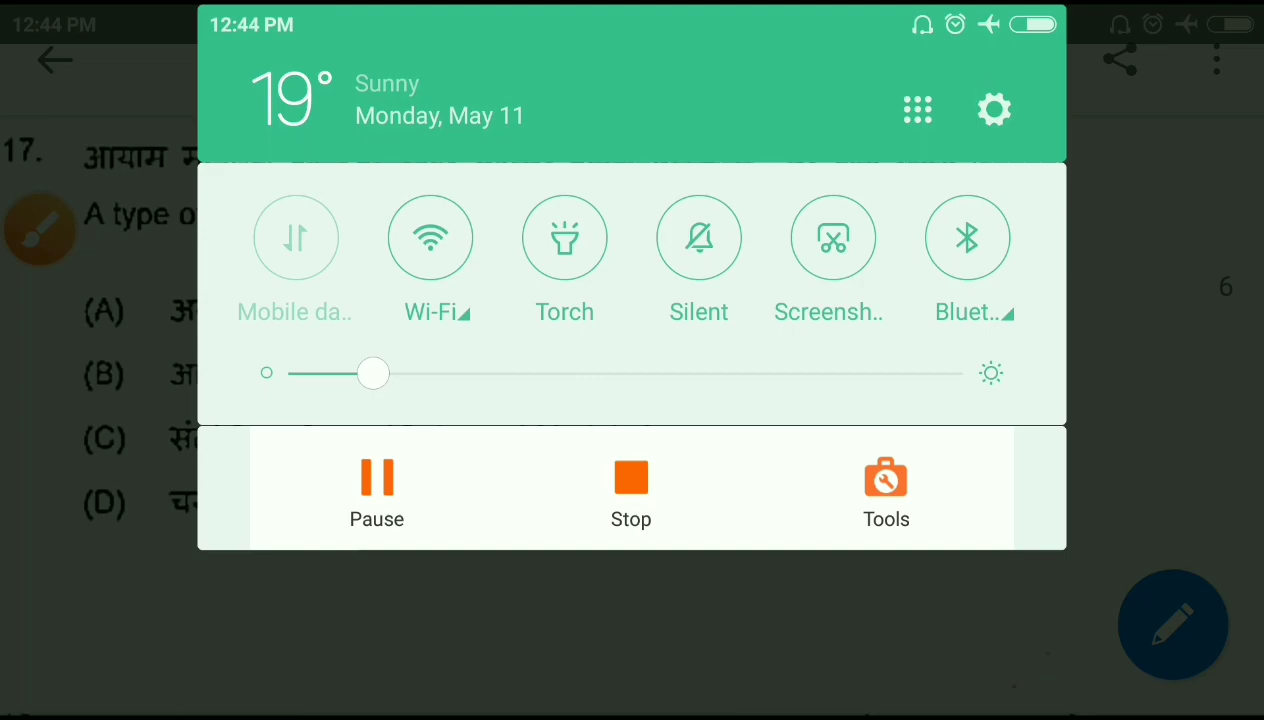 12:44 PM
12:44 PM
19° Sunny
Monday, May 11
17. आयाम
A type o
Mobile da.. Wi-Fi Torch Silent Screensh.. Bluet..
6
(A)
(B)
(C)
(D)
Pause Stop Tools